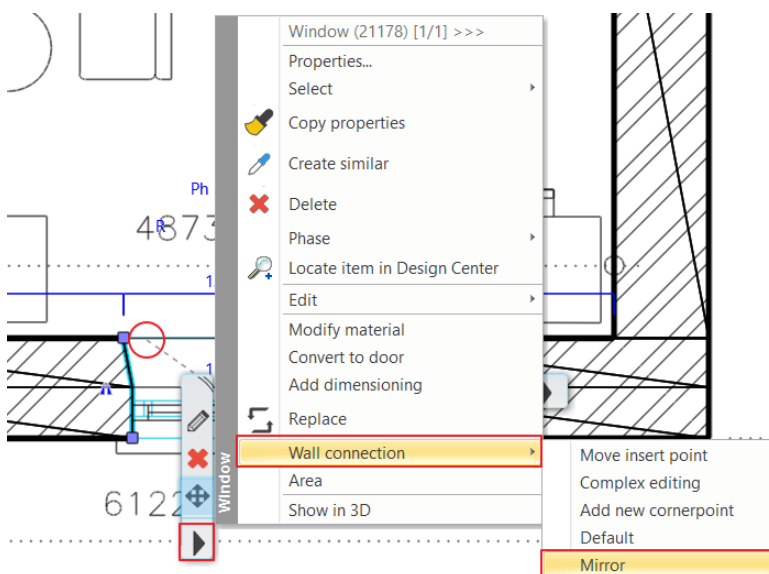 Window (21178) [1/1] >>>
Properties...
Select
Copy properties
Create similar
Delete
Phase
Locate item in Design Center
Edit
Modify material
Convert to door
Add dimensioning
Replace
Wall connection
Area
Show in 3D
Window
Move insert point
Complex editing
Add new cornerpoint
Default
Mirror
Ph
4873
R
1
1
6122